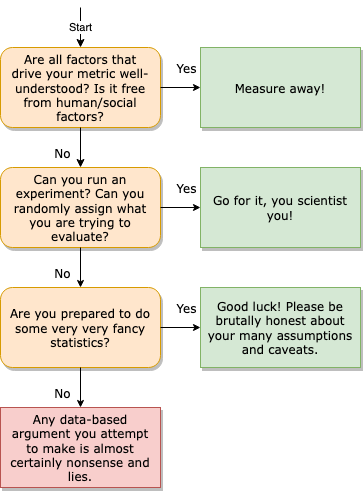 Start
Are all factors that
drive your metric well-
understood? Is it free
from human/social
factors?
Yes
Measure away!
No
Can you run an
experiment? Can you
randomly assign what
you are trying to
evaluate?
Yes
Go for it, you scientist
you!
No
Are you prepared to do
some very very fancy
statistics?
Yes
Good luck! Please be
brutally honest about
your many assumptions
and caveats.
No
Any data-based
argument you attempt
to make is almost
certainly nonsense and
lies.